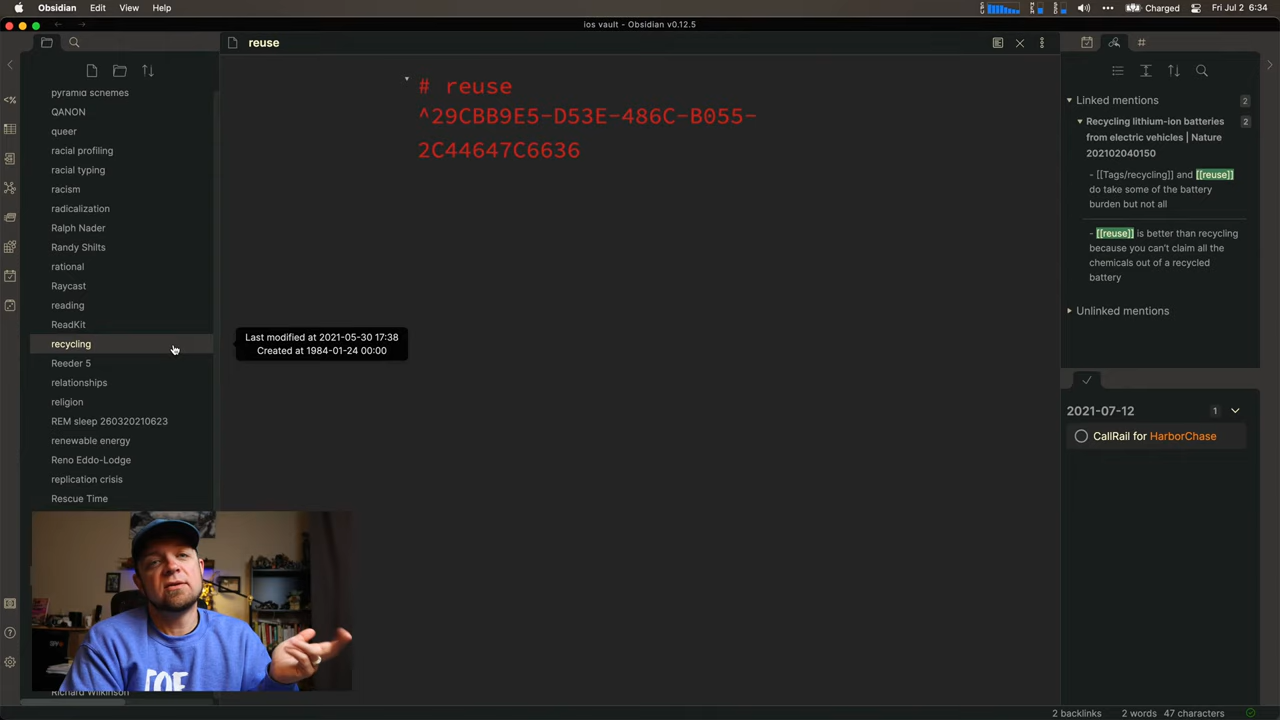 Obsidian Edit View Help
Charged Fri Jul 2 6:34
ios vault - Obsidian v0.12.5
reuse
pyramid schemes
QANON
queer
racial profiling
racial typing
racism
radicalization
Ralph Nader
Randy Shilts
rational
Raycast
reading
ReadKit
recycling
Reeder 5
relationships
religion
REM sleep 260320210623
renewable energy
Reno Eddo-Lodge
replication crisis
Rescue Time
Richard Wilkinson
# reuse
^29CBB9E5-D53E-486C-B055-
2C44647C6636
Last modified at 2021-05-30 17:38
Created at 1984-01-24 00:00
Linked mentions 2
Recycling lithium-ion batteries 2
from electric vehicles | Nature
202102040150
- [[Tags/recycling]] and [[reuse]]
do take some of the battery
burden but not all
- [[reuse]] is better than recycling
because you can't claim all the
chemicals out of a recycled
battery
Unlinked mentions
2021-07-12 1
CallRail for HarborChase
2 backlinks 2 words 47 characters